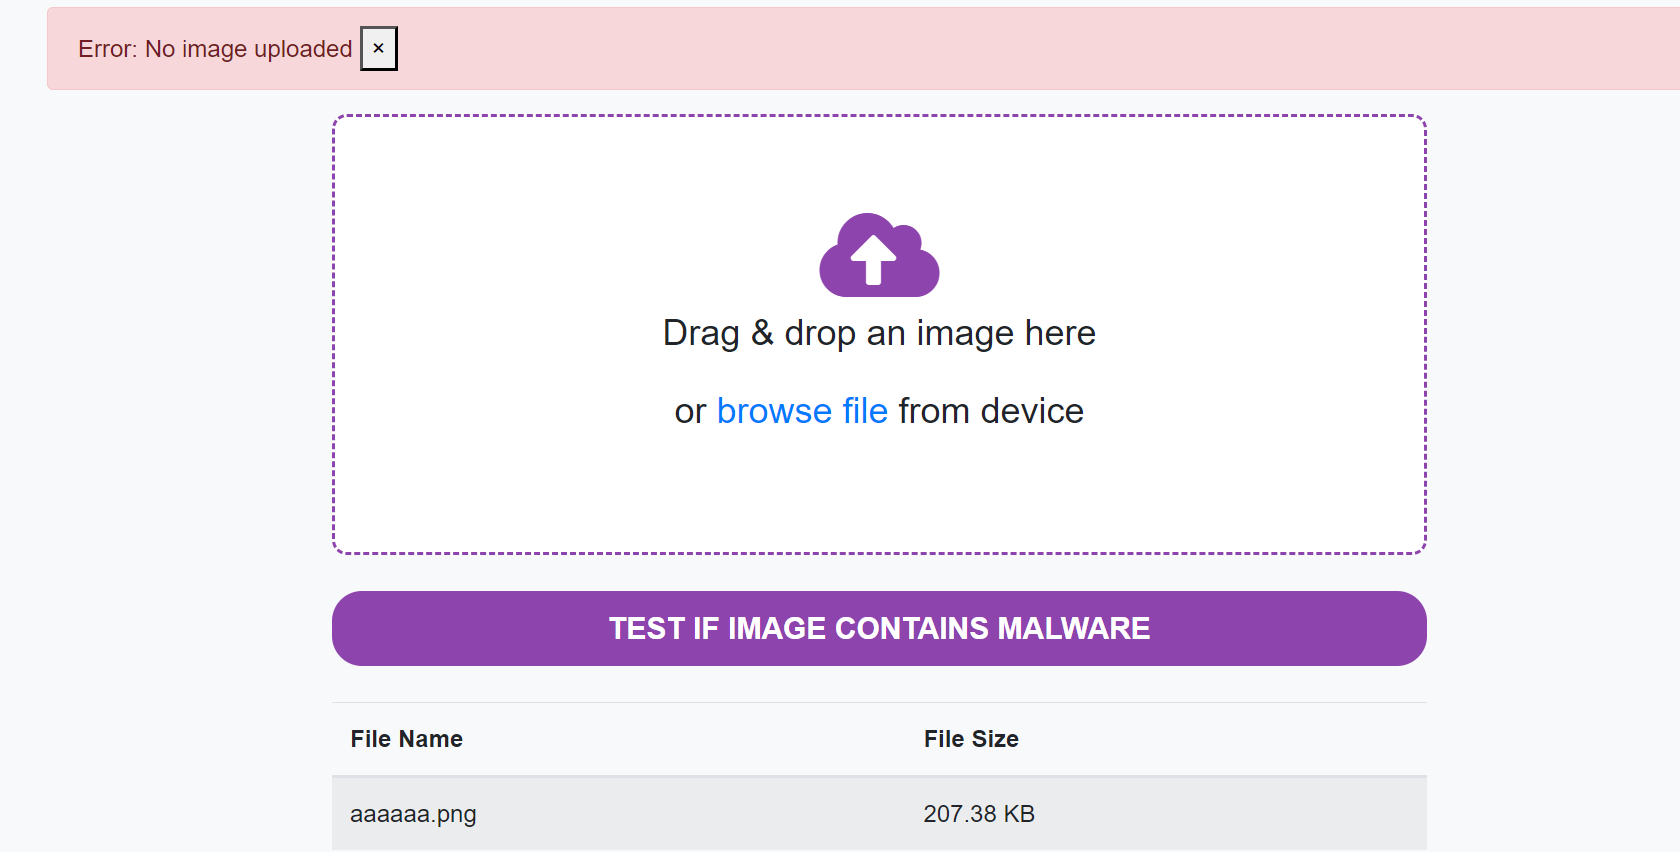 Error: No image uploaded ×
Drag & drop an image here
or browse file from device
TEST IF IMAGE CONTAINS MALWARE
File Name File Size
aaaaaa.png 207.38 KB